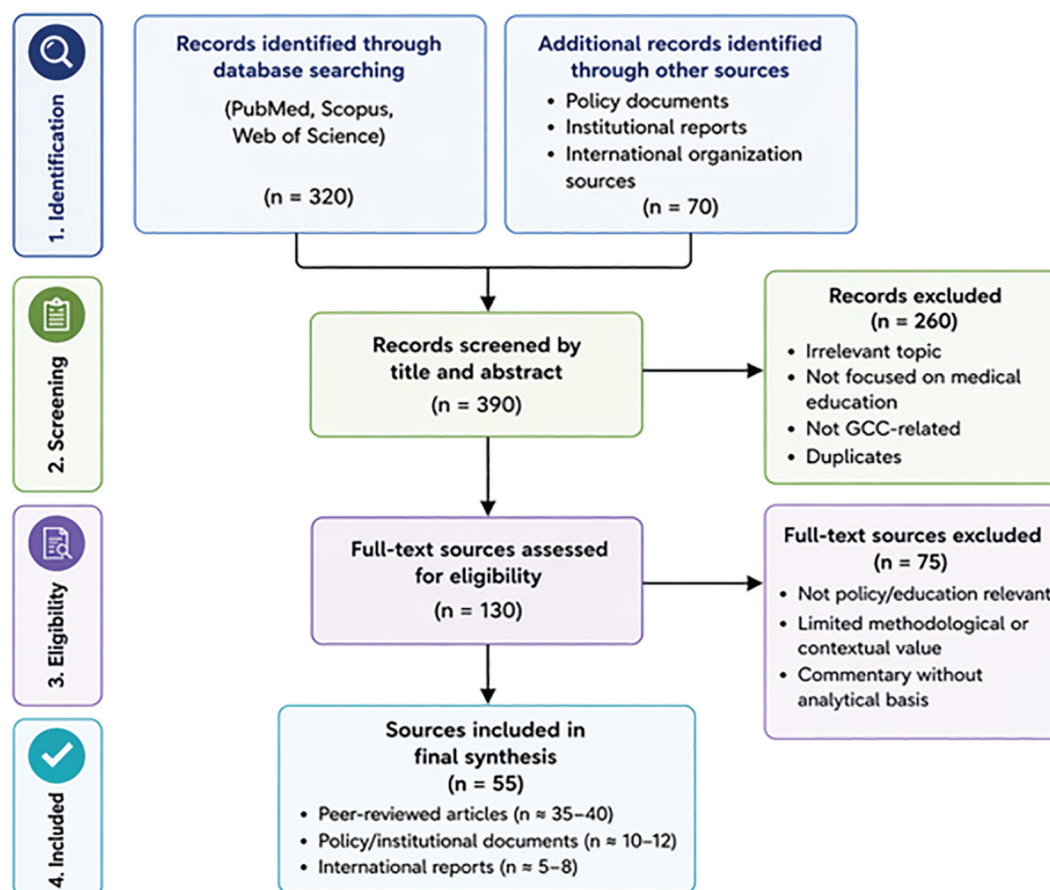 1. Identification
Records identified through
database searching
(PubMed, Scopus,
Web of Science)
(n = 320)
Additional records identified
through other sources
• Policy documents
• Institutional reports
• International organization
sources
(n = 70)
2. Screening
Records screened by
title and abstract
(n = 390)
Records excluded
(n = 260)
• Irrelevant topic
• Not focused on medical
education
• Not GCC-related
• Duplicates
3. Eligibility
Full-text sources assessed
for eligibility
(n = 130)
Full-text sources excluded
(n = 75)
• Not policy/education relevant
• Limited methodological or
contextual value
• Commentary without
analytical basis
4. Included
Sources included in
final synthesis
(n = 55)
• Peer-reviewed articles (n ≈ 35–40)
• Policy/institutional documents (n ≈ 10–12)
• International reports (n ≈ 5–8)